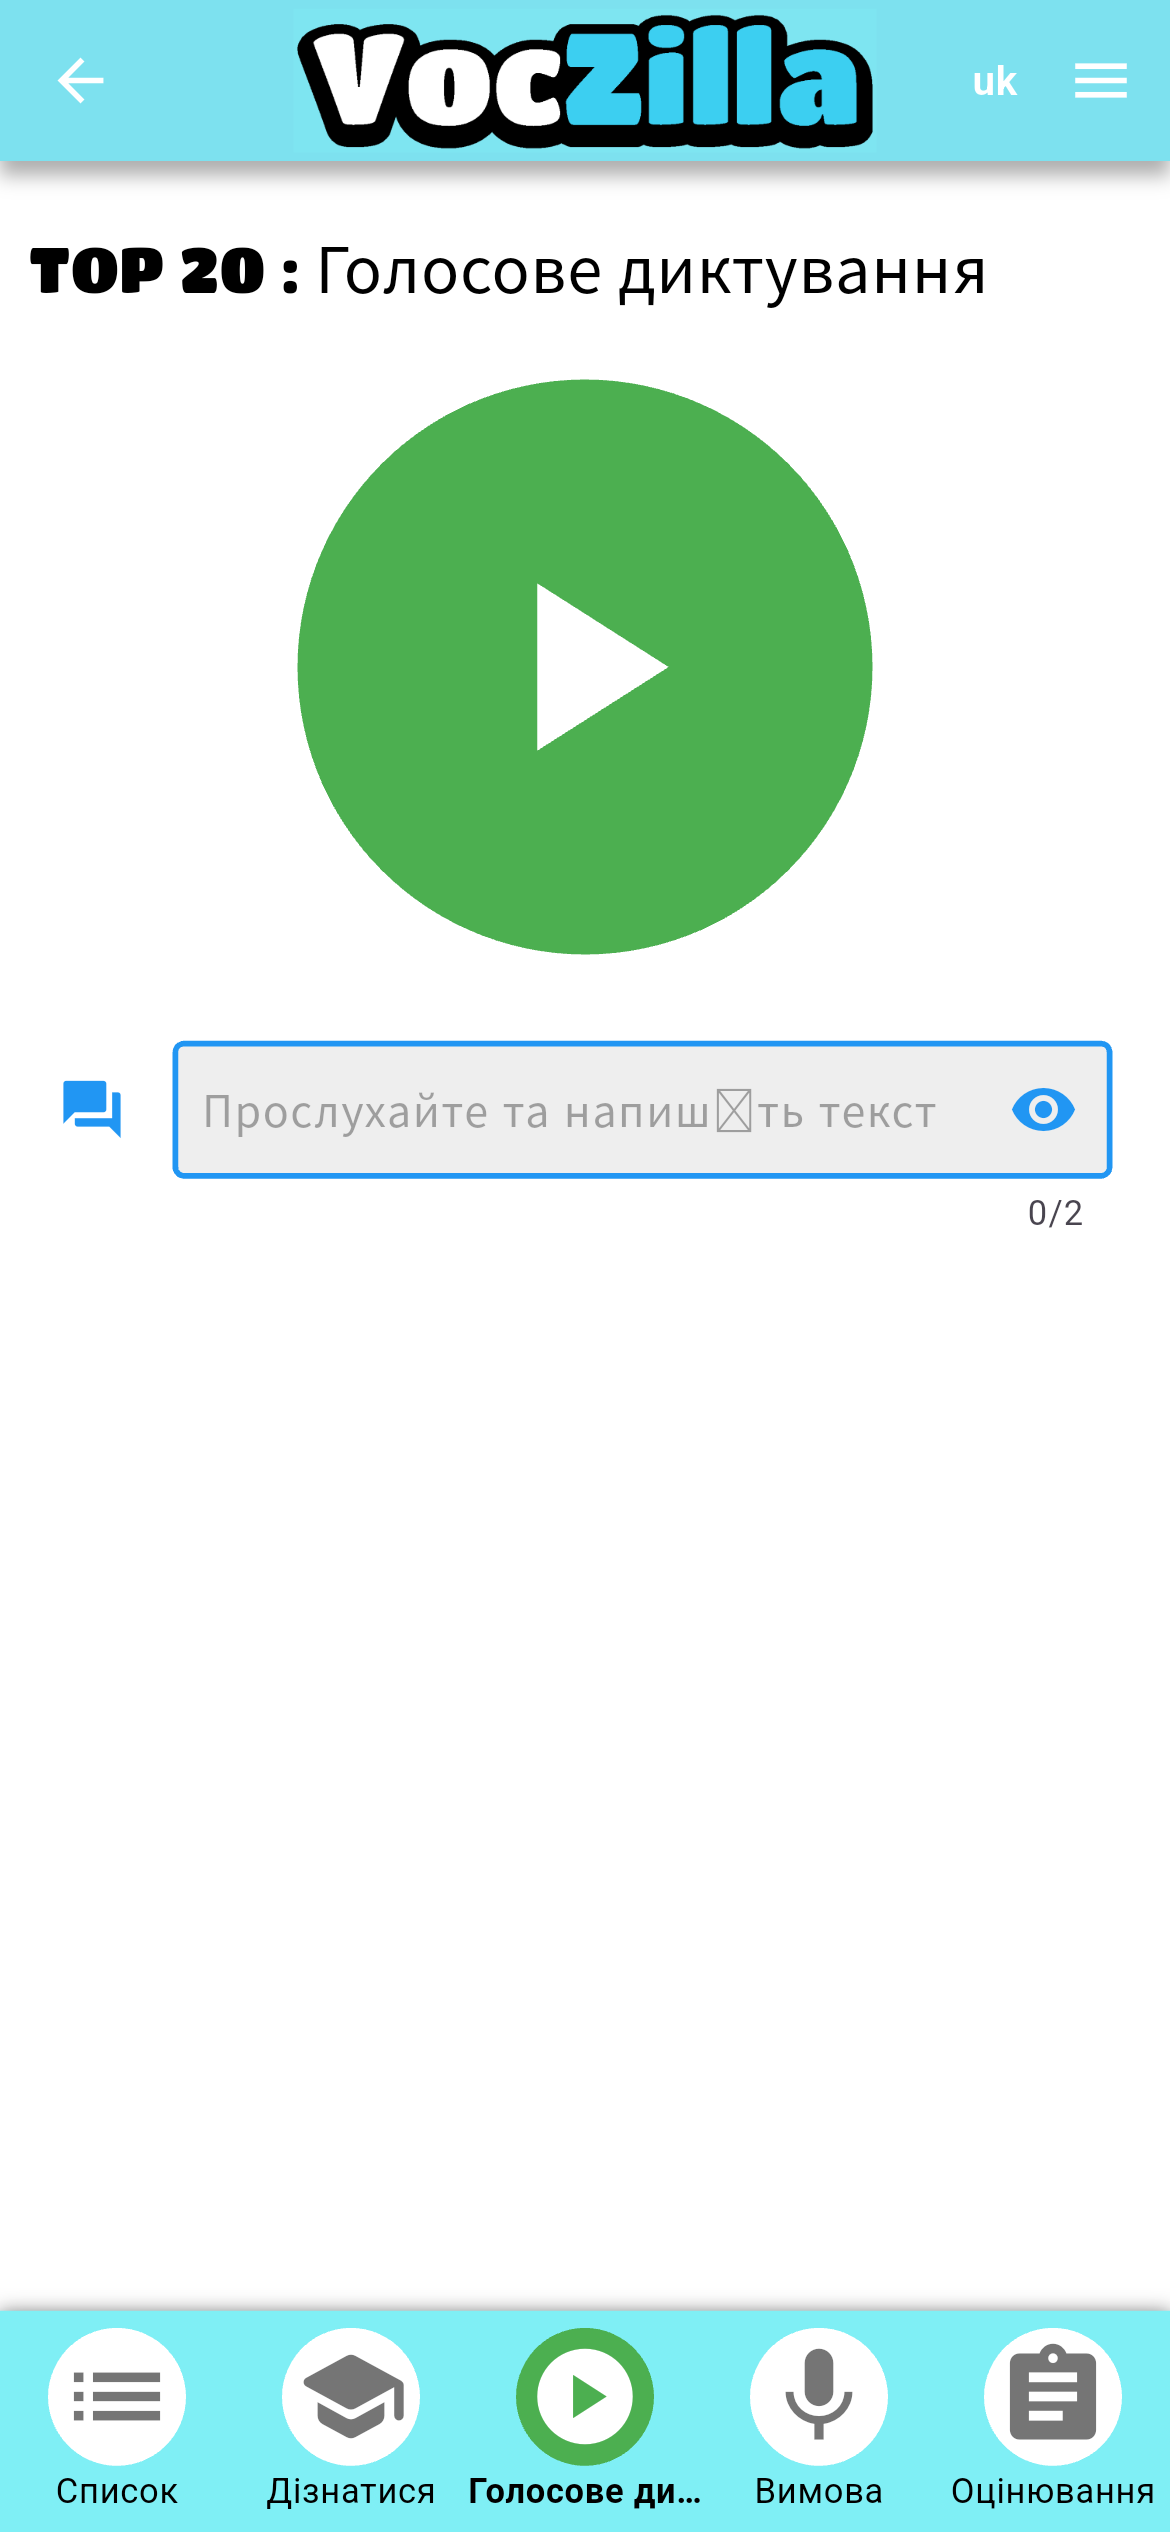 VocZilla
uk
TOP 20 : Голосове диктування
Прослухайте та напиш☒ть текст
0/2
Список
Дізнатися
Голосове ди...
Вимова
Оцінювання